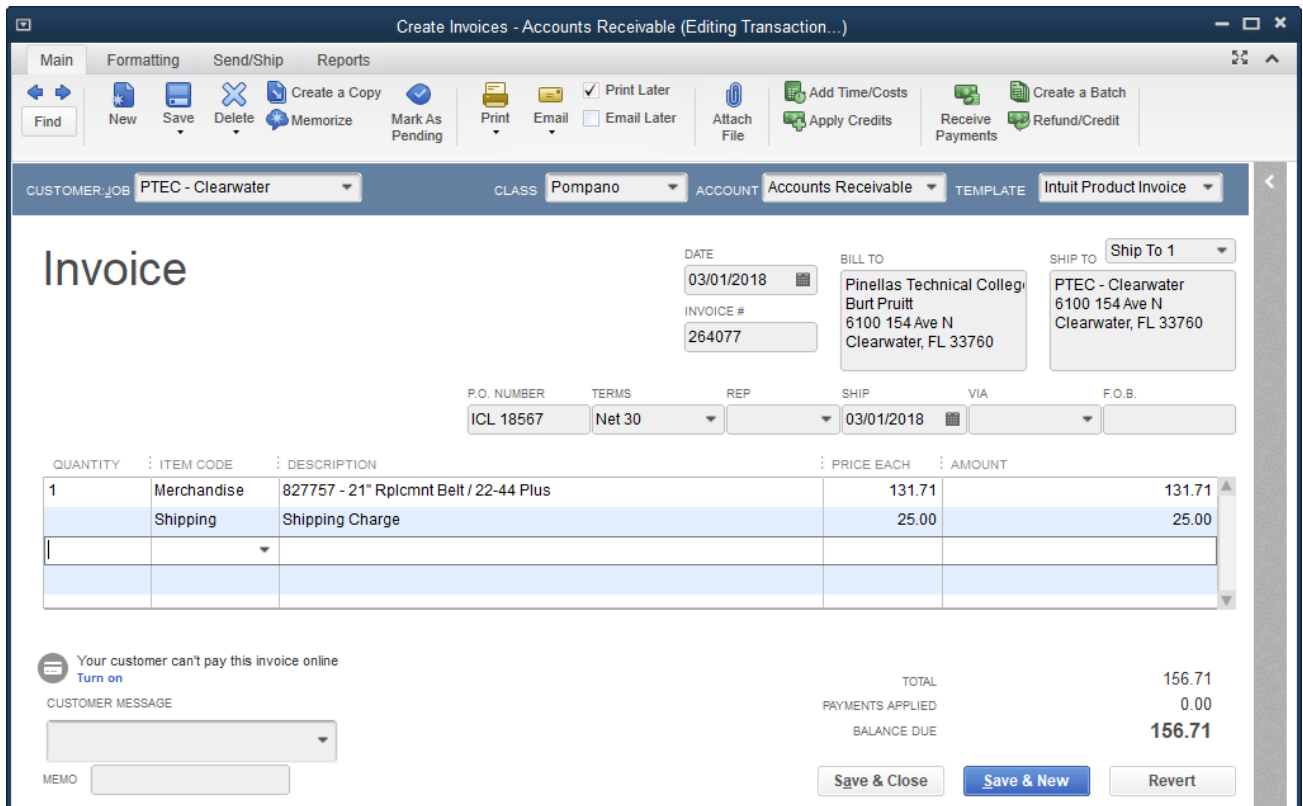 Create Invoices - Accounts Receivable (Editing Transaction...)
Main Formatting Send/Ship Reports
Find
New
Save
Delete
Create a Copy
Memorize
Mark As
Pending
Print
Email
Print Later
Email Later
Attach
File
Add Time/Costs
Apply Credits
Receive
Payments
Create a Batch
Refund/Credit
CUSTOMER:JOB PTEC - Clearwater CLASS Pompano ACCOUNT Accounts Receivable TEMPLATE Intuit Product Invoice
Invoice
DATE
03/01/2018
INVOICE #
264077
BILL TO
Pinellas Technical Colleg
Burt Pruitt
6100 154 Ave N
Clearwater, FL 33760
SHIP TO Ship To 1
PTEC - Clearwater
6100 154 Ave N
Clearwater, FL 33760
P.O. NUMBER TERMS REP SHIP VIA F.O.B.
ICL 18567 Net 30 03/01/2018
QUANTITY ITEM CODE DESCRIPTION PRICE EACH AMOUNT
1 Merchandise 827757 - 21" Rplcmnt Belt / 22-44 Plus 131.71 131.71
Shipping Shipping Charge 25.00 25.00
Your customer can't pay this invoice online
Turn on
CUSTOMER MESSAGE
MEMO
TOTAL 156.71
PAYMENTS APPLIED 0.00
BALANCE DUE 156.71
Save & Close Save & New Revert